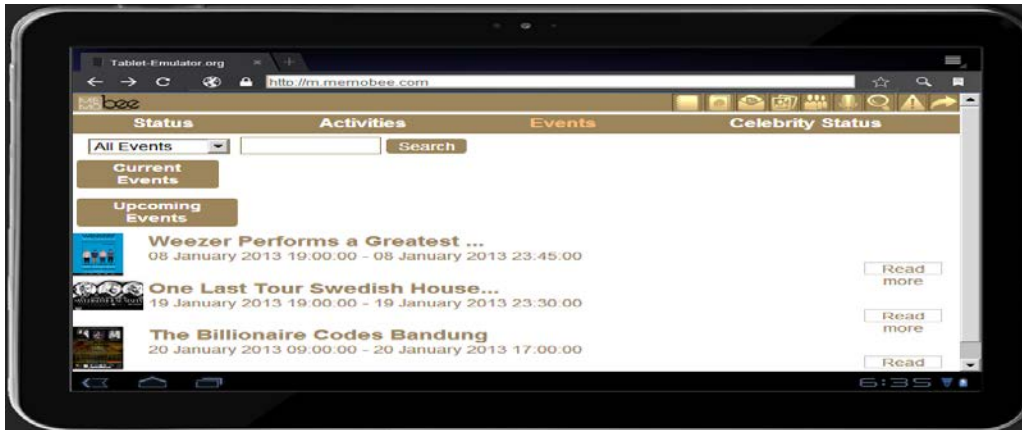 Tablet-Emulator.org
http://m.memobee.com
MEMO bee
Status Activities Events Celebrity Status
All Events Search
Current
Events
Upcoming
Events
Weezer Performs a Greatest ...
08 January 2013 19:00:00 - 08 January 2013 23:45:00
Read
more
One Last Tour Swedish House...
19 January 2013 19:00:00 - 19 January 2013 23:30:00
Read
more
The Billionaire Codes Bandung
20 January 2013 09:00:00 - 20 January 2013 17:00:00
Read
6:35